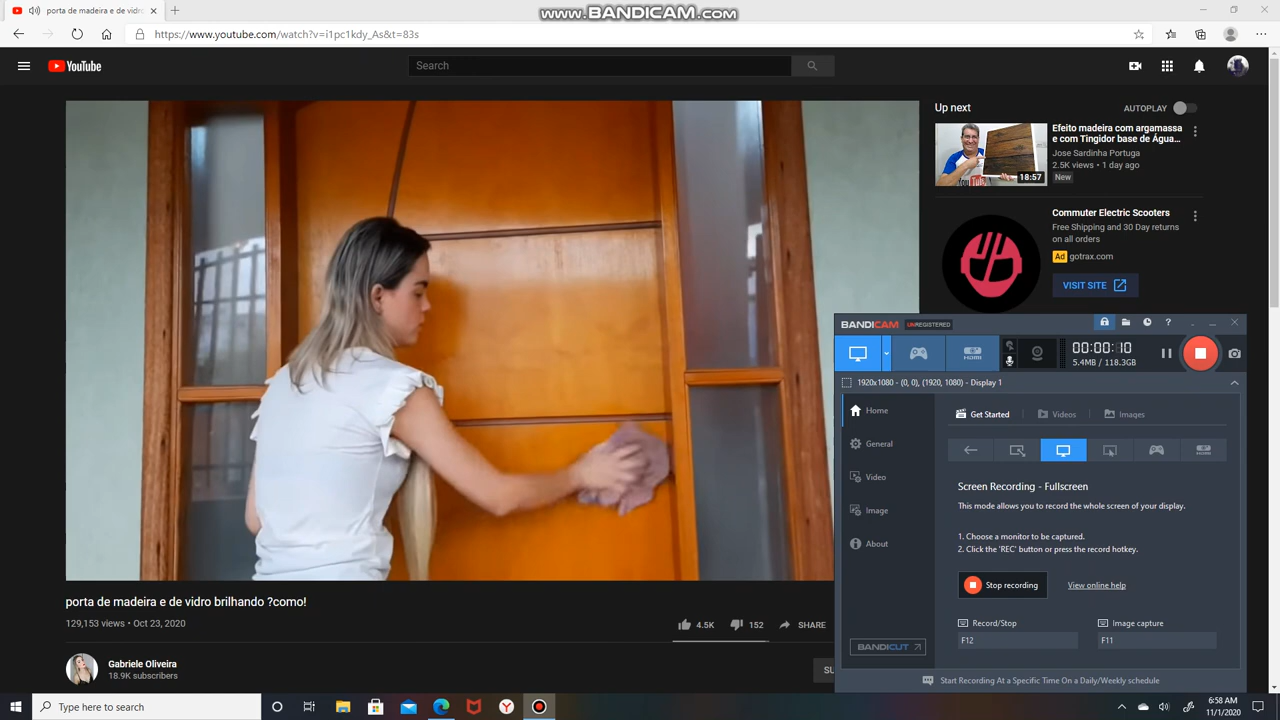 porta de madeira e de vidro
www.BANDICAM.com
https://www.youtube.com/watch?v=i1pc1kdy_As&t=83s
YouTube
Search
Up next
AUTOPLAY
Efeito madeira com argamassa
e com Tingidor base de Água...
Jose Sardinha Portuga
2.5K views • 1 day ago
New
18:57
Commuter Electric Scooters
Free Shipping and 30 Day returns
on all orders
Ad gotrax.com
VISIT SITE
BANDICAM UNREGISTERED
HDMI
00:00:10
5.4MB / 118.3GB
1920x1080 - (0, 0), (1920, 1080) - Display 1
Home
General
Video
Image
About
BANDICUT
Get Started
Videos
Images
HDMI
Screen Recording - Fullscreen
This mode allows you to record the whole screen of your display.
1. Choose a monitor to be captured.
2. Click the 'REC' button or press the record hotkey.
Stop recording
View online help
Record/Stop
Image capture
F12
F11
Start Recording At a Specific Time On a Daily/Weekly schedule
porta de madeira e de vidro brilhando ?como!
129,153 views • Oct 23, 2020
4.5K
152
SHARE
Gabriele Oliveira
18.9K subscribers
SU
Type here to search
6:58 AM
11/1/2020